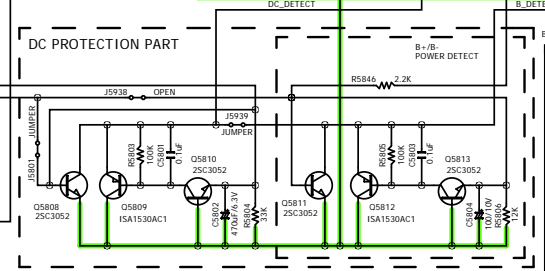 DC_DETECT
B_DETE
DC PROTECTION PART
B+/B-
POWER DETECT
R5846 2.2K
J5938 OPEN
J5939
JUMPER
JUMPER
J5801
R5803
100K
C5801
0.1uF
Q5810
2SC3052
R5805
100K
C5803
0.1uF
Q5813
2SC3052
Q5808
2SC3052
Q5809
ISA1530AC1
C5802
470uF/6.3V
R5804
33K
Q5811
2SC3052
Q5812
ISA1530AC1
C5804
100/10V
R5806
12K